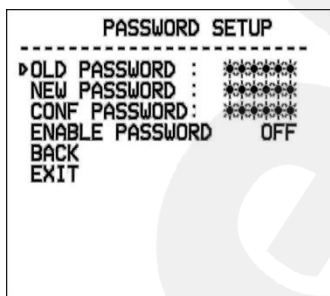 PASSWORD SETUP
OLD PASSWORD : ******
NEW PASSWORD : ******
CONF PASSWORD: ******
ENABLE PASSWORD OFF
BACK
EXIT